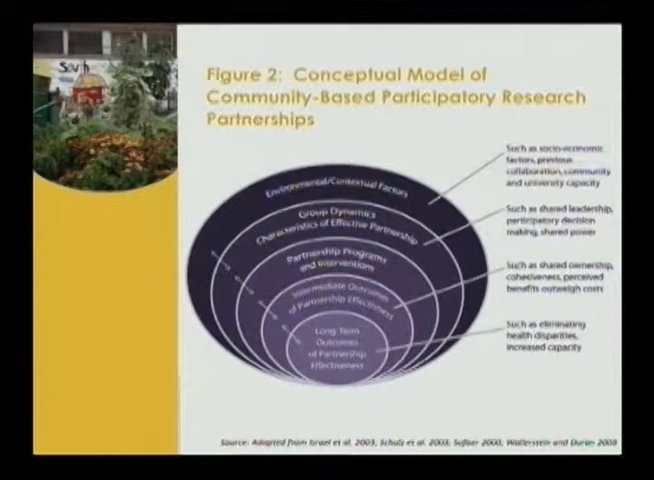 South
Figure 2: Conceptual Model of
Community-Based Participatory Research
Partnerships
Environmental/Contextual Factors
Group Dynamics
Characteristics of Effective Partnership
Partnership Programs
and Interventions
Intermediate Outcomes
of Partnership Effectiveness
Long Term
Outcomes
of Partnership
Effectiveness
Such as socio-economic
factors, previous
collaboration, community
and university capacity
Such as shared leadership,
participatory decision
making, shared power
Such as shared ownership,
cohesiveness, perceived
benefits outweigh costs
Such as eliminating
health disparities,
increased capacity
Source: Adapted from Israel et al. 2003; Schulz et al. 2003; Sofaer 2000, Wallerstein and Duran 2008